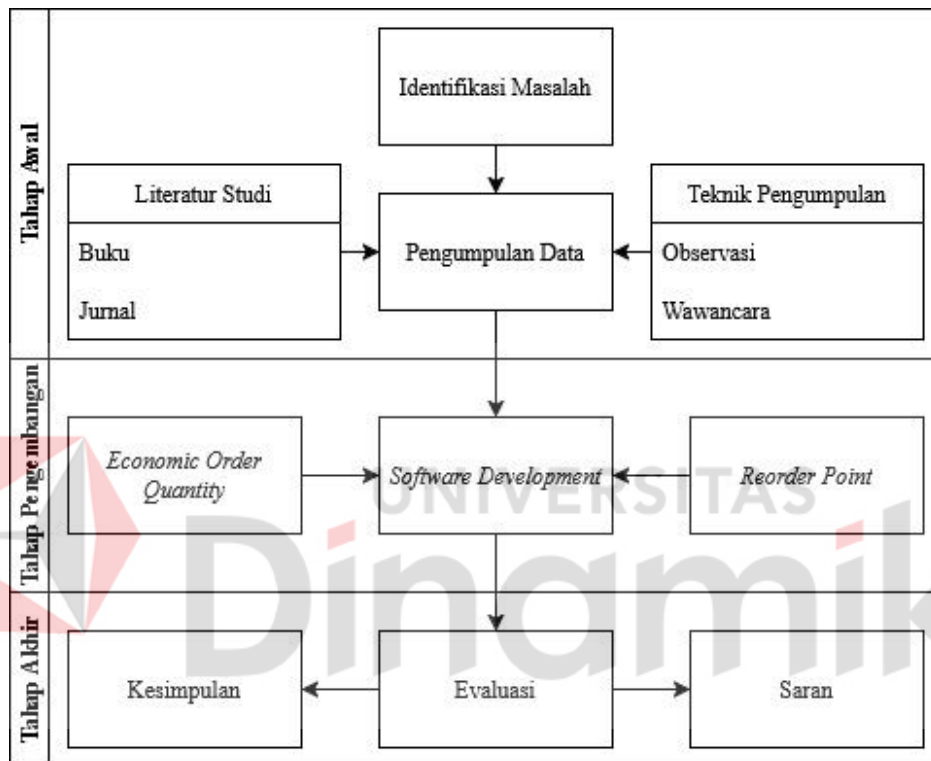 Tahap Awal
Identifikasi Masalah
Literatur Studi
Buku
Jurnal
Pengumpulan Data
Teknik Pengumpulan
Observasi
Wawancara
Tahap Pengembangan
Economic Order
Quantity
Software Development
Reorder Point
UNIVERSITAS
Dinamik
Tahap Akhir
Kesimpulan
Evaluasi
Saran